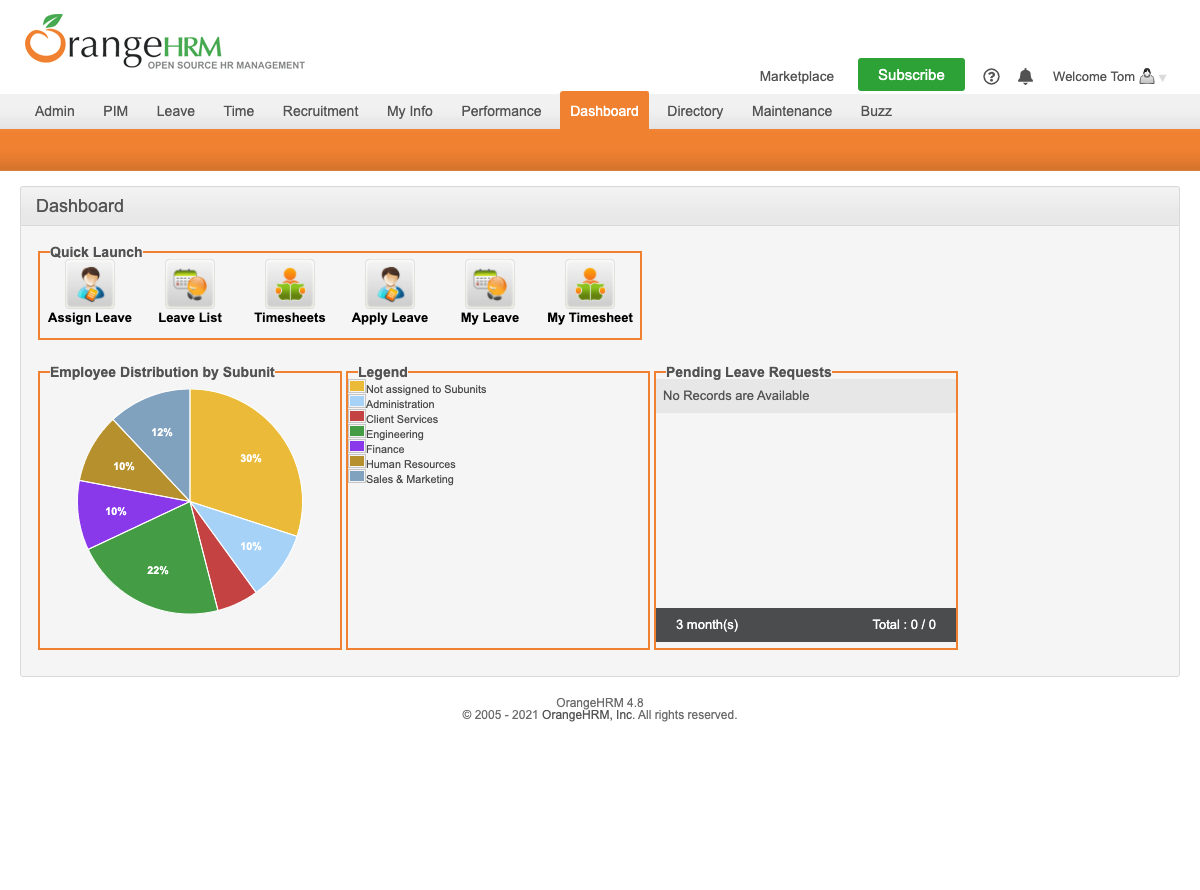 OrangeHRM
OPEN SOURCE HR MANAGEMENT
Marketplace Subscribe Welcome Tom
Admin PIM Leave Time Recruitment My Info Performance Dashboard Directory Maintenance Buzz
Dashboard
Quick Launch
Assign Leave Leave List Timesheets Apply Leave My Leave My Timesheet
Employee Distribution by Subunit
12%
30%
10%
10%
10%
22%
Legend
Not assigned to Subunits
Administration
Client Services
Engineering
Finance
Human Resources
Sales & Marketing
Pending Leave Requests
No Records are Available
3 month(s) Total : 0 / 0
OrangeHRM 4.8
© 2005 - 2021 OrangeHRM, Inc. All rights reserved.